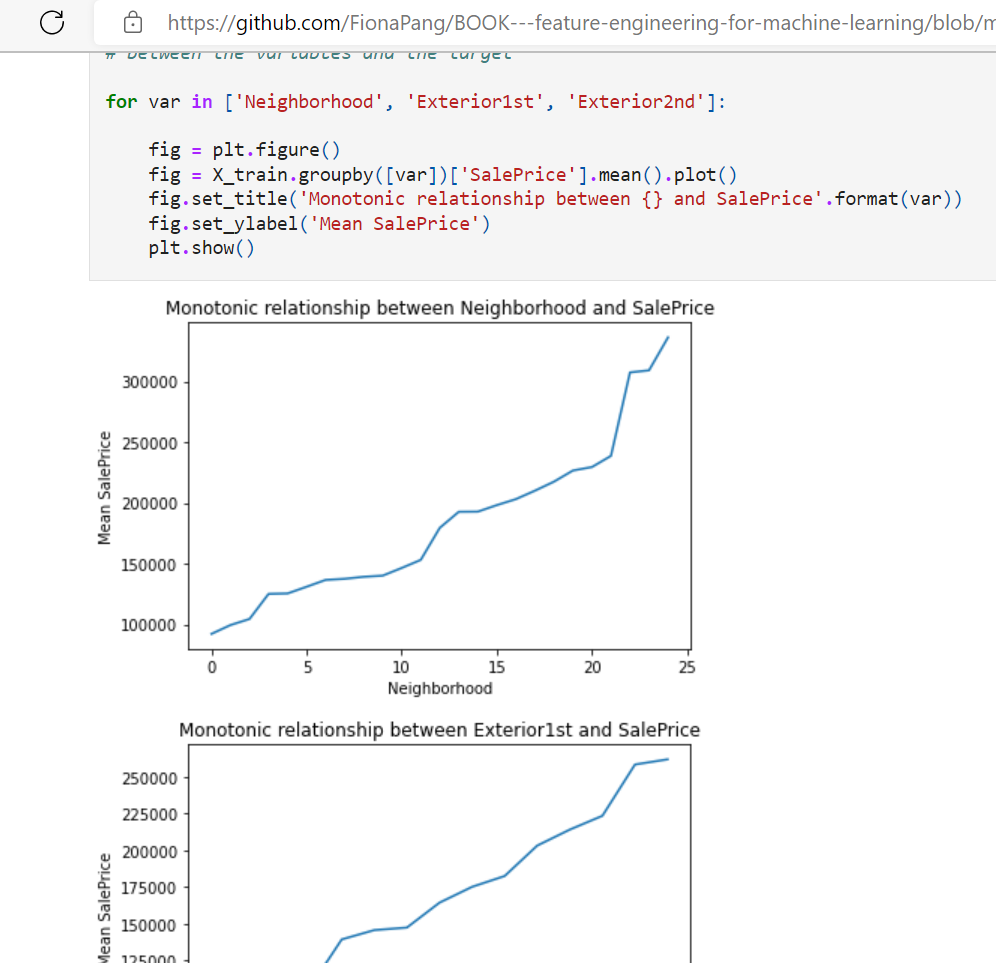 https://github.com/FionaPang/BOOK---feature-engineering-for-machine-learning/blob/m
# between the variables and the target
for var in ['Neighborhood', 'Exterior1st', 'Exterior2nd']:
fig = plt.figure()
fig = X_train.groupby([var])['SalePrice'].mean().plot()
fig.set_title('Monotonic relationship between {} and SalePrice'.format(var))
fig.set_ylabel('Mean SalePrice')
plt.show()
Monotonic relationship between Neighborhood and SalePrice
300000
250000
200000
150000
100000
Mean SalePrice
0 5 10 15 20 25
Neighborhood
Monotonic relationship between Exterior1st and SalePrice
250000
225000
200000
175000
150000
125000
Mean SalePrice